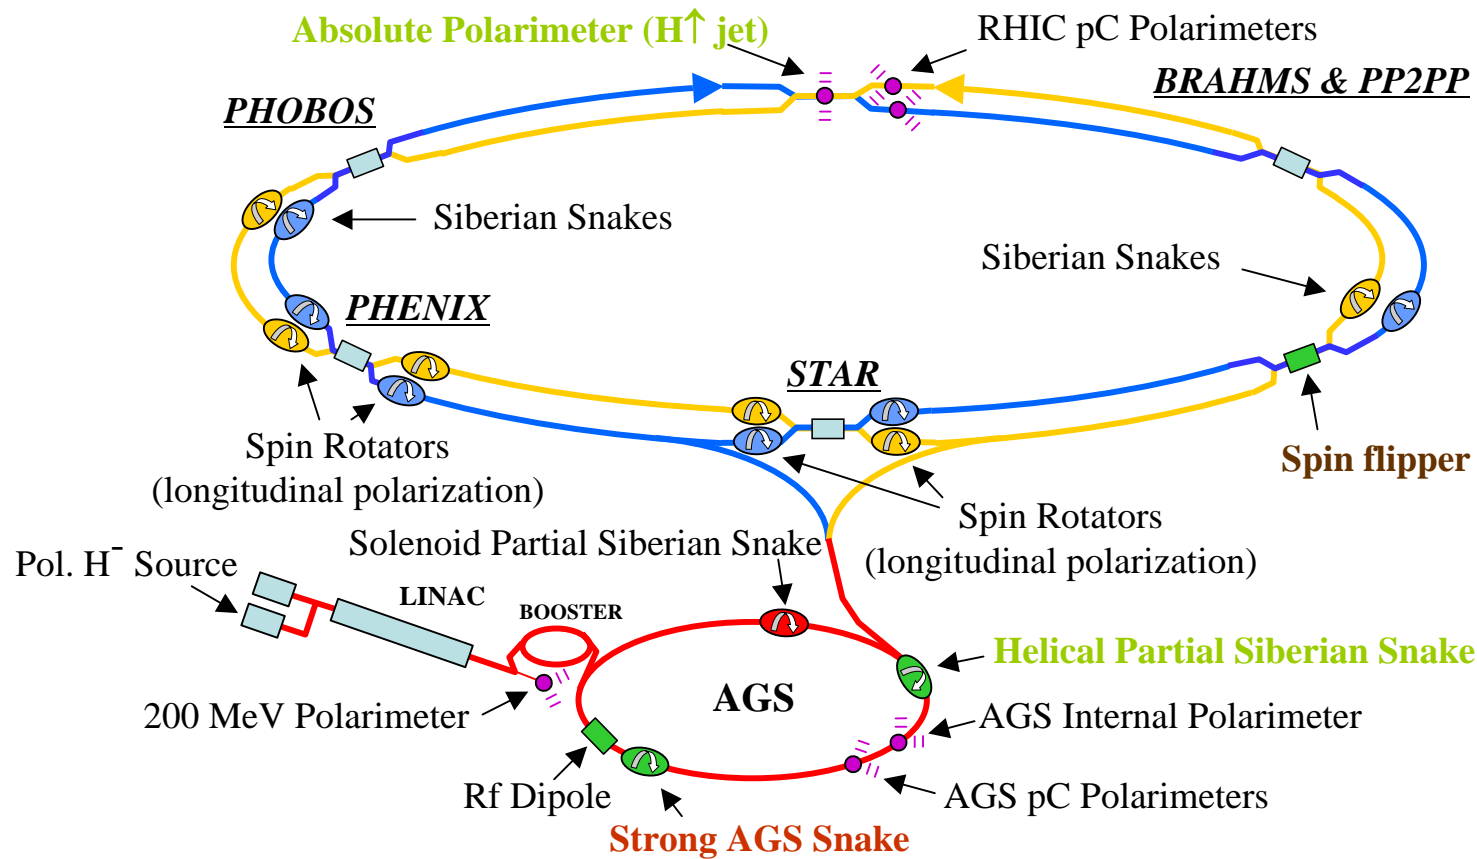 Absolute Polarimeter (H↑ jet)
RHIC pC Polarimeters
BRAHMS & PP2PP
PHOBOS
Siberian Snakes
Siberian Snakes
PHENIX
STAR
Spin Rotators
(longitudinal polarization)
Spin flipper
Spin Rotators
(longitudinal polarization)
Solenoid Partial Siberian Snake
Pol. H⁻ Source
LINAC
BOOSTER
Helical Partial Siberian Snake
AGS
200 MeV Polarimeter
AGS Internal Polarimeter
Rf Dipole
AGS pC Polarimeters
Strong AGS Snake